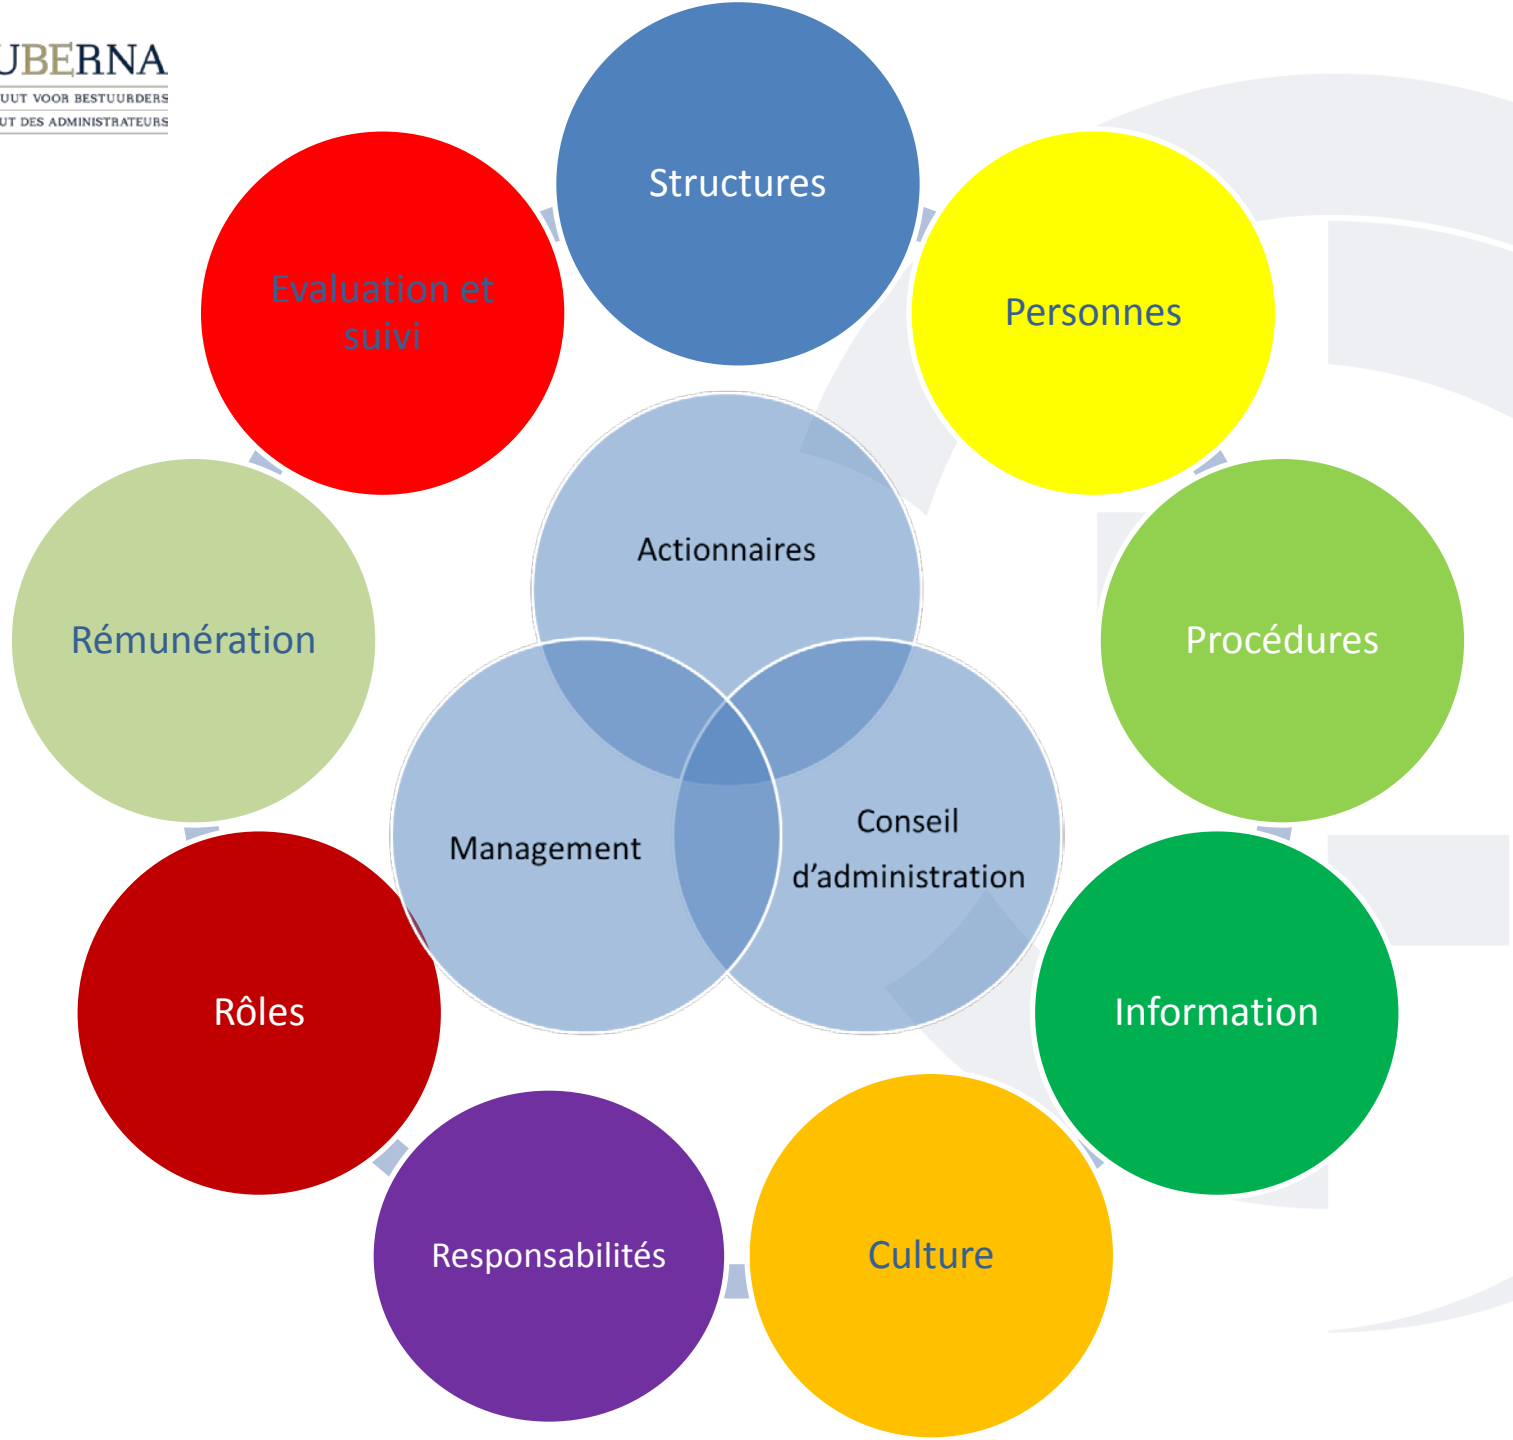 UBERNA
UUT VOOR BESTUURDERS
UT DES ADMINISTRATEURS
Structures
Evaluation et
suivi
Personnes
Actionnaires
Rémunération
Procédures
Management
Conseil
d’administration
Rôles
Information
Responsabilités
Culture